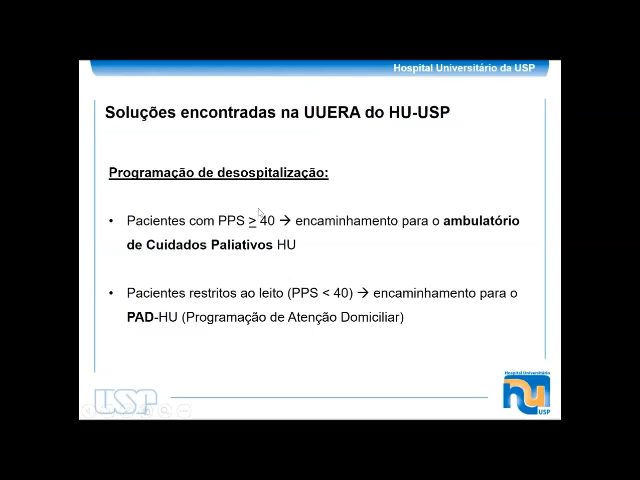 Hospital Universitário da USP
Soluções encontradas na UUERA do HU-USP
Programação de desospitalização:
• Pacientes com PPS ≥ 40 → encaminhamento para o ambulatório
de Cuidados Paliativos HU
• Pacientes restritos ao leito (PPS < 40) → encaminhamento para o
PAD-HU (Programação de Atenção Domiciliar)
USP
Hospital Universitário
hu
USP